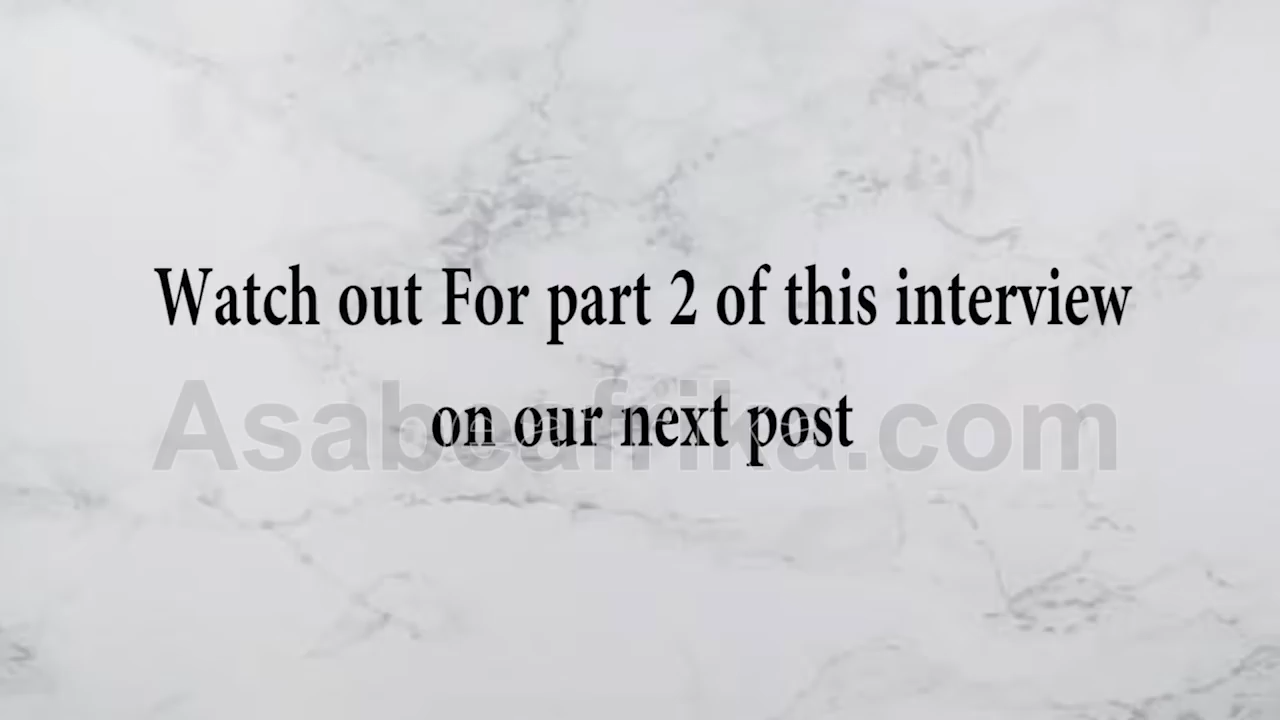 Watch out For part 2 of this interview
on our next post
Asabeafrika.com